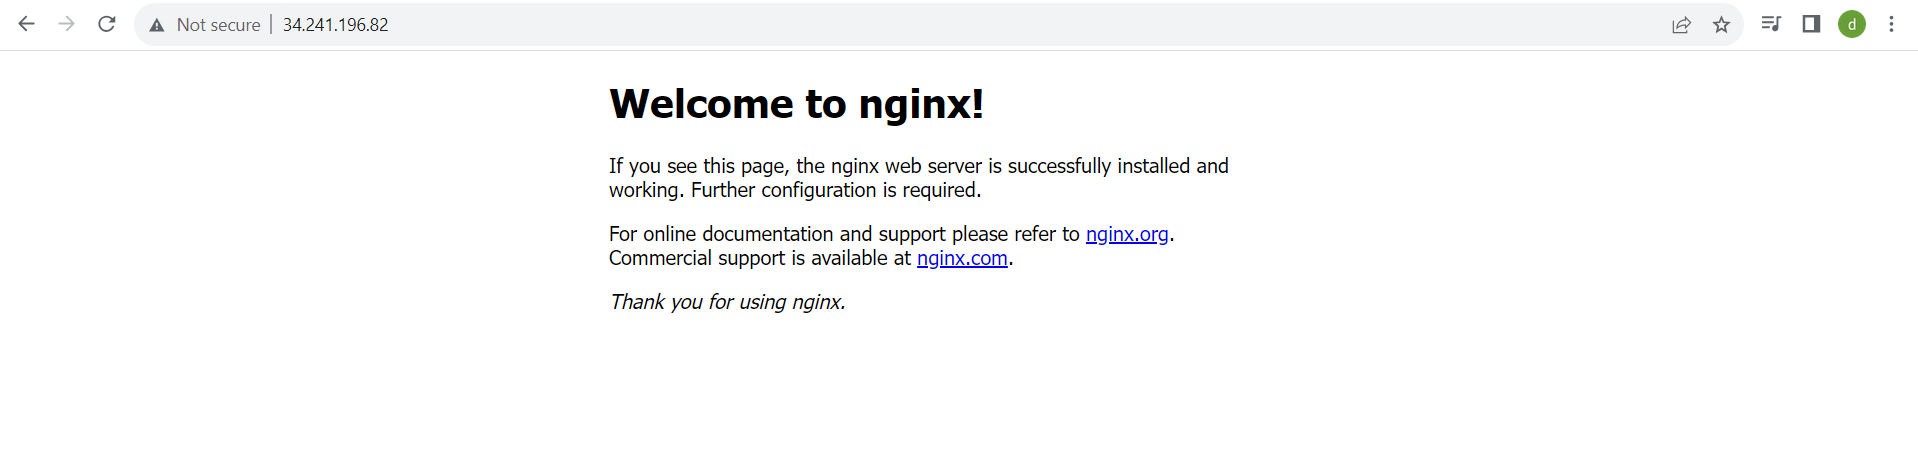 Not secure | 34.241.196.82
d
Welcome to nginx!
If you see this page, the nginx web server is successfully installed and
working. Further configuration is required.
For online documentation and support please refer to nginx.org.
Commercial support is available at nginx.com.
Thank you for using nginx.